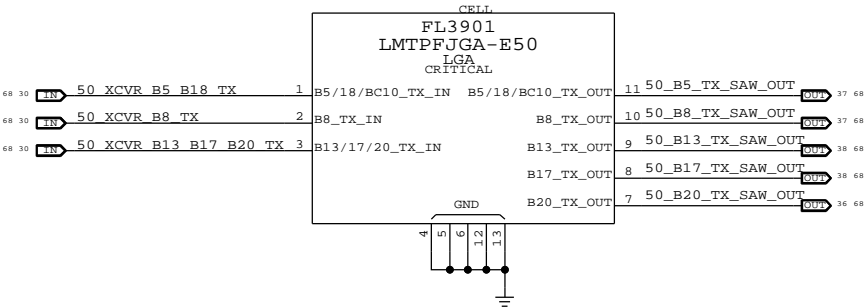 CELL
FL3901
LMTPFJGA-E50
LGA
CRITICAL
68 30 IN 50_XCVR_B5_B18_TX 1 B5/18/BC10_TX_IN B5/18/BC10_TX_OUT 11 50_B5_TX_SAW_OUT OUT 37 68
68 30 IN 50_XCVR_B8_TX 2 B8_TX_IN B8_TX_OUT 10 50_B8_TX_SAW_OUT OUT 37 68
68 30 IN 50_XCVR_B13_B17_B20_TX 3 B13/17/20_TX_IN B13_TX_OUT 9 50_B13_TX_SAW_OUT OUT 38 68
B17_TX_OUT 8 50_B17_TX_SAW_OUT OUT 38 68
B20_TX_OUT 7 50_B20_TX_SAW_OUT OUT 36 68
GND
4 5 6 12 13